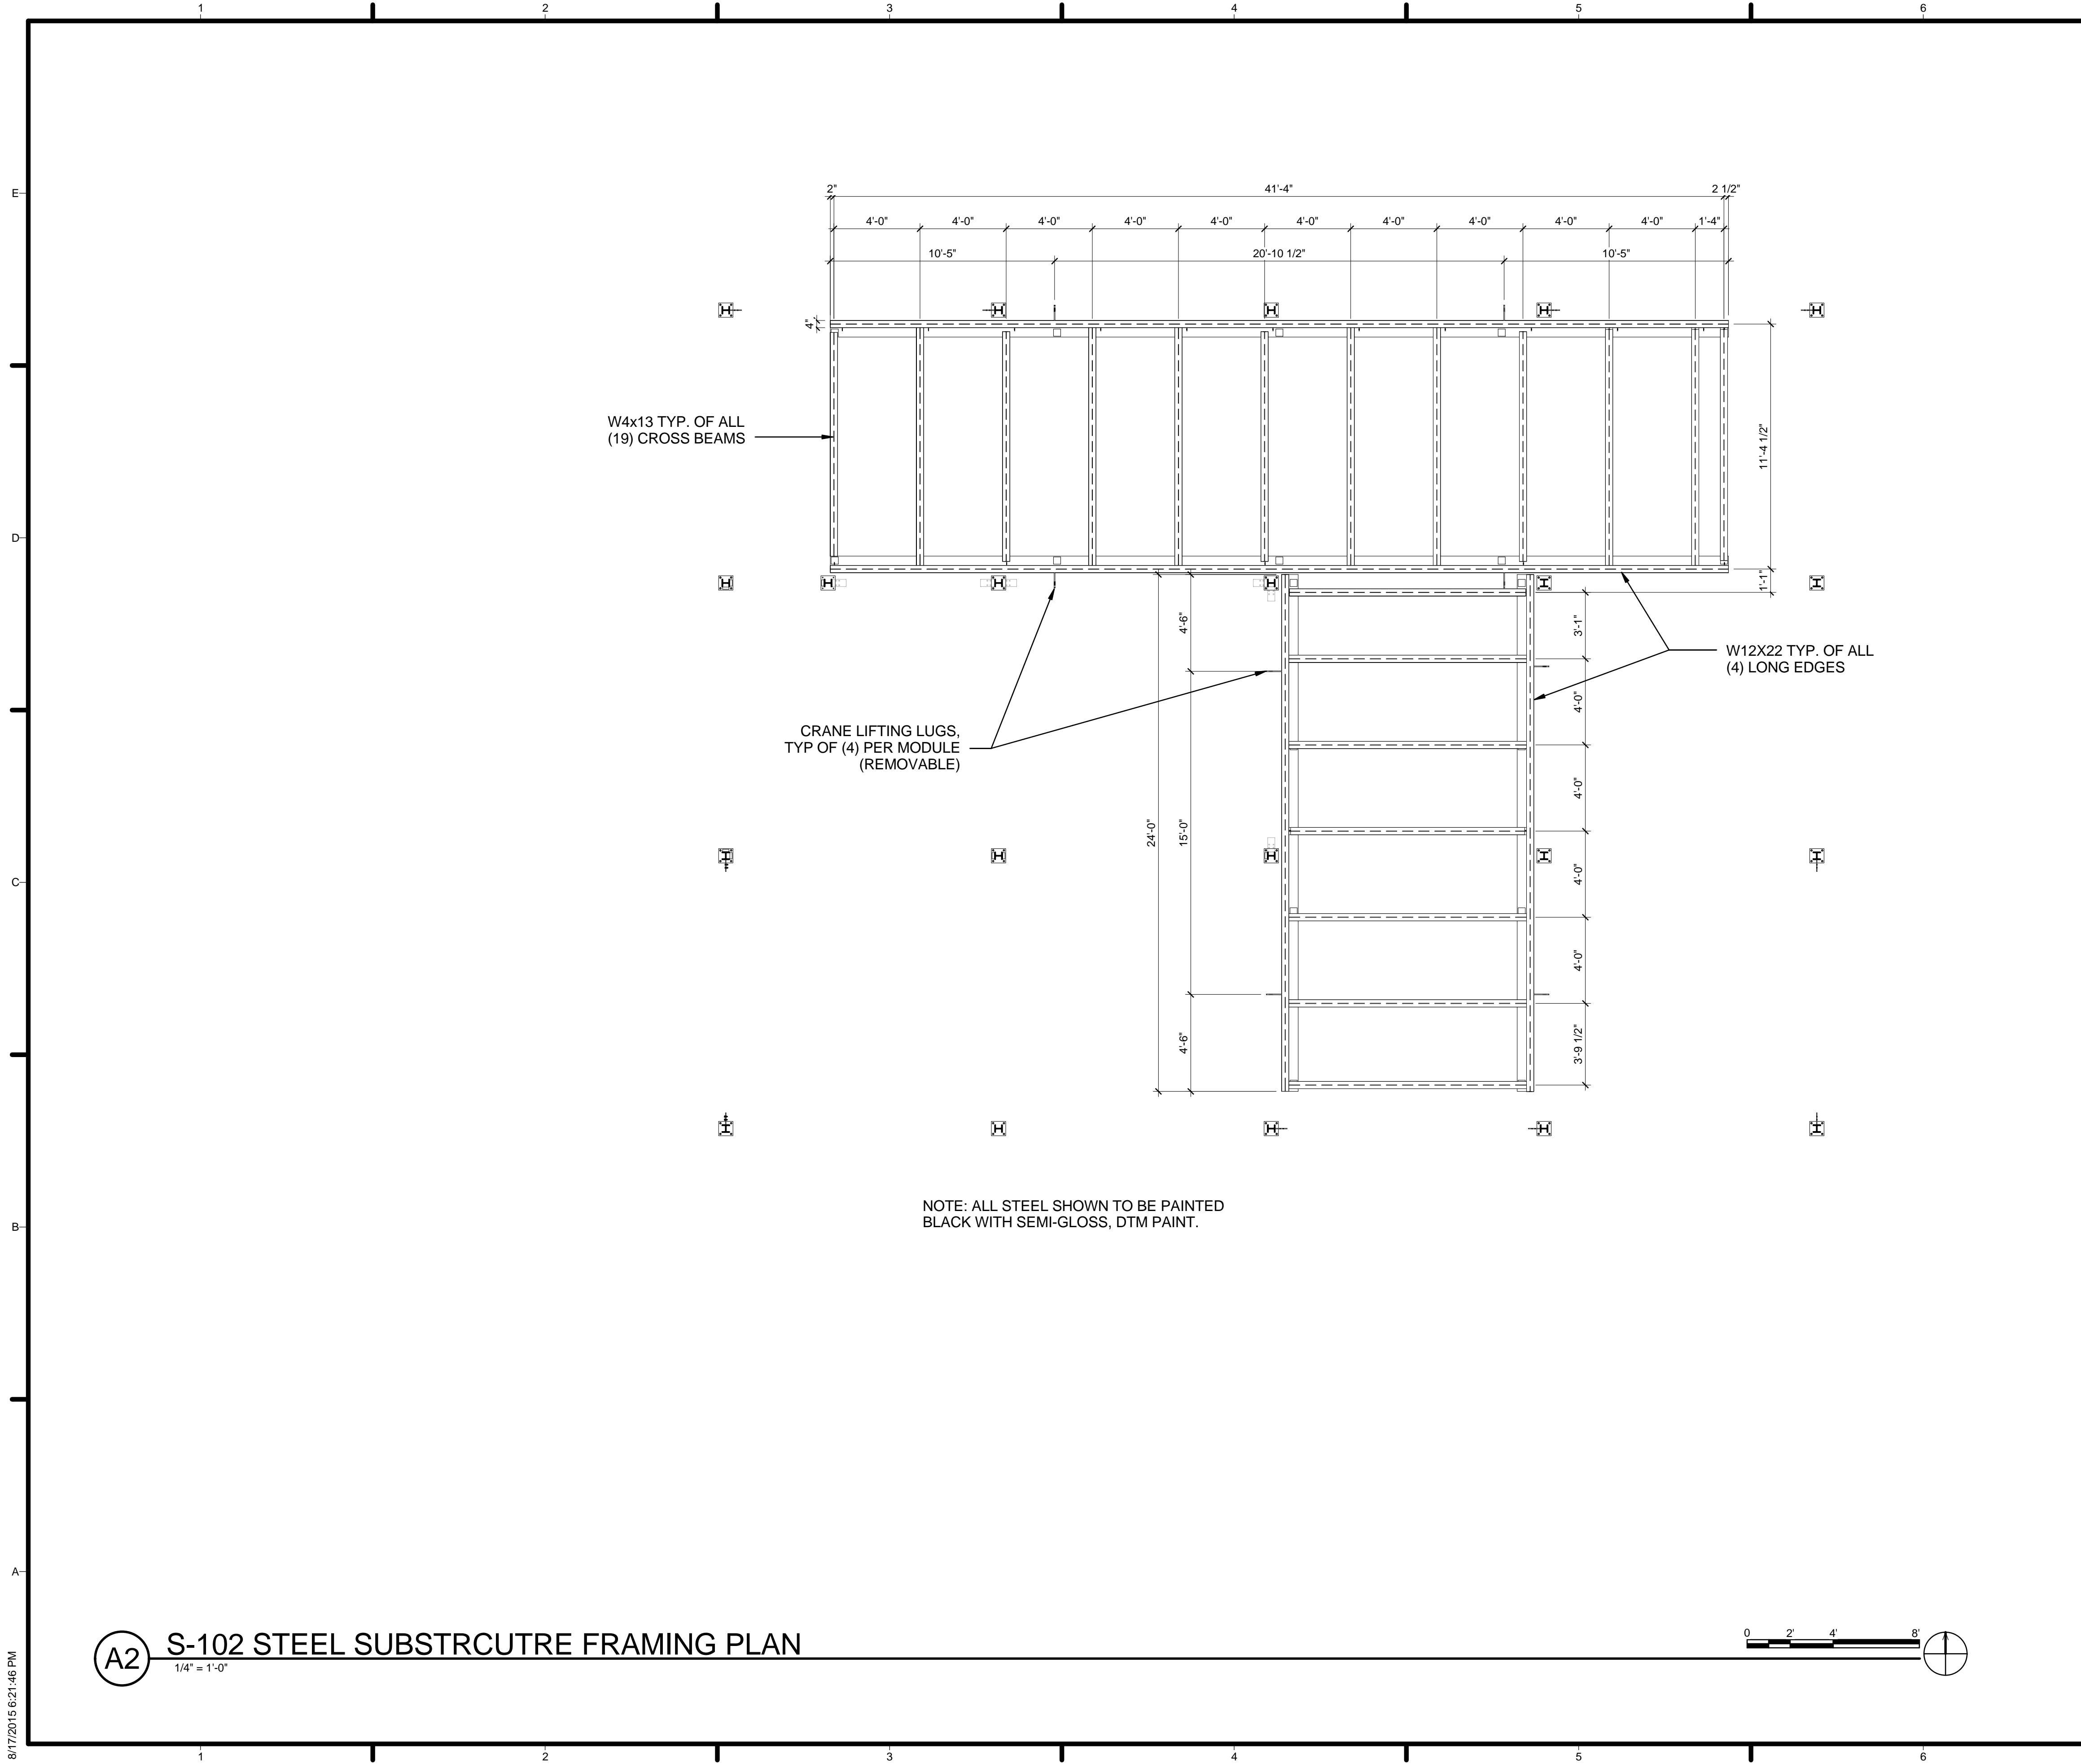 1 2 3 4 5 6
E
D
C
B
A
2" 41'-4" 2 1/2"
4'-0" 4'-0" 4'-0" 4'-0" 4'-0" 4'-0" 4'-0" 4'-0" 4'-0" 4'-0" 1'-4"
10'-5" 20'-10 1/2" 10'-5"
4"
W4x13 TYP. OF ALL
(19) CROSS BEAMS
11'-4 1/2"
1'-1"
4'-6"
15'-0"
4'-6"
24'-0"
3'-1"
4'-0"
4'-0"
4'-0"
4'-0"
3'-9 1/2"
W12X22 TYP. OF ALL
(4) LONG EDGES
CRANE LIFTING LUGS,
TYP OF (4) PER MODULE
(REMOVABLE)
NOTE: ALL STEEL SHOWN TO BE PAINTED
BLACK WITH SEMI-GLOSS, DTM PAINT.
A2
S-102 STEEL SUBSTRCUTRE FRAMING PLAN
1/4" = 1'-0"
0 2' 4' 8'
8/17/2015 6:21:46 PM
1 2 3 4 5 6